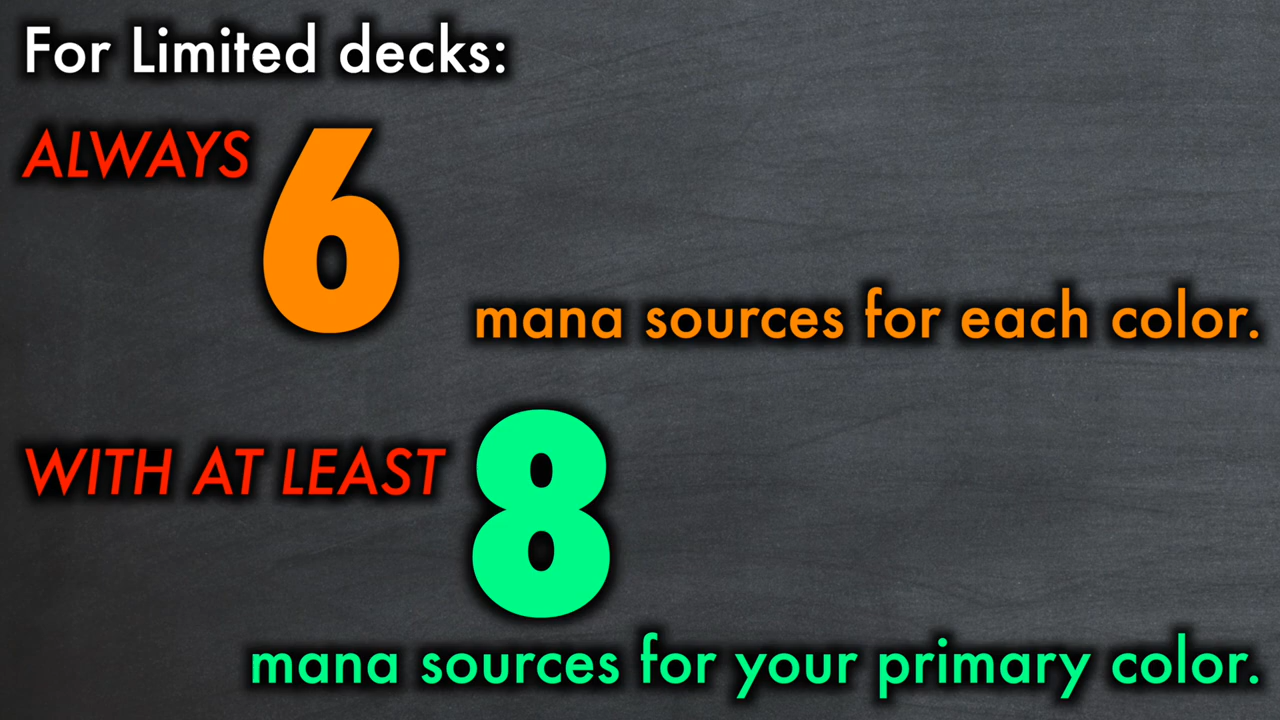 For Limited decks:
ALWAYS 6
mana sources for each color.
WITH AT LEAST 8
mana sources for your primary color.